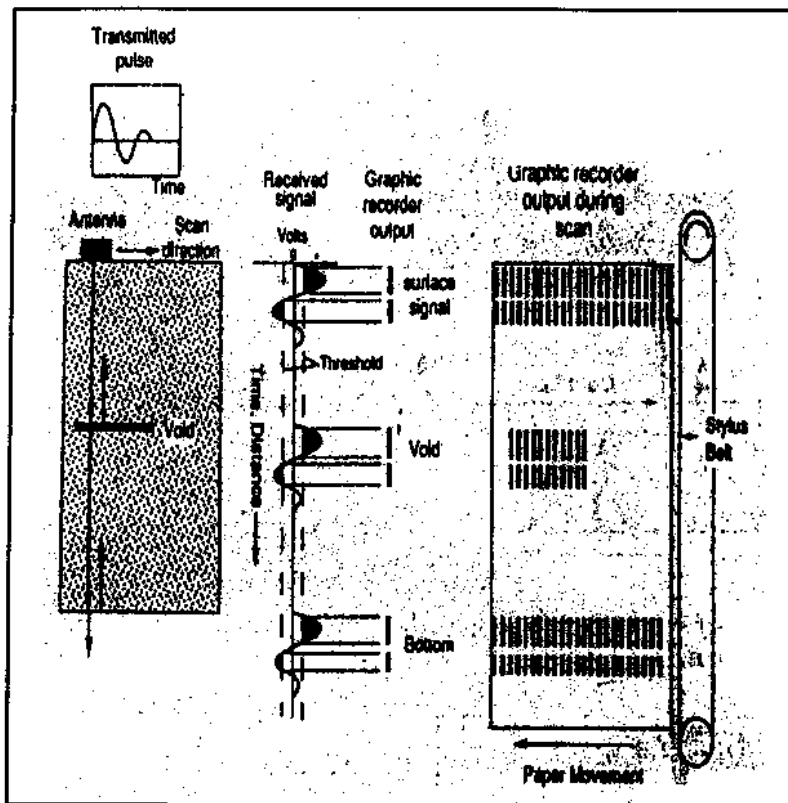 Transmitted
pulse
Time
Antenna
Scan
direction
Received
signal
Graphic
recorder
output
Graphic recorder
output during
scan
Volts
surface
signal
Threshold
Time, Distance
Void
Void
Stylus
Belt
Bottom
Paper Movement